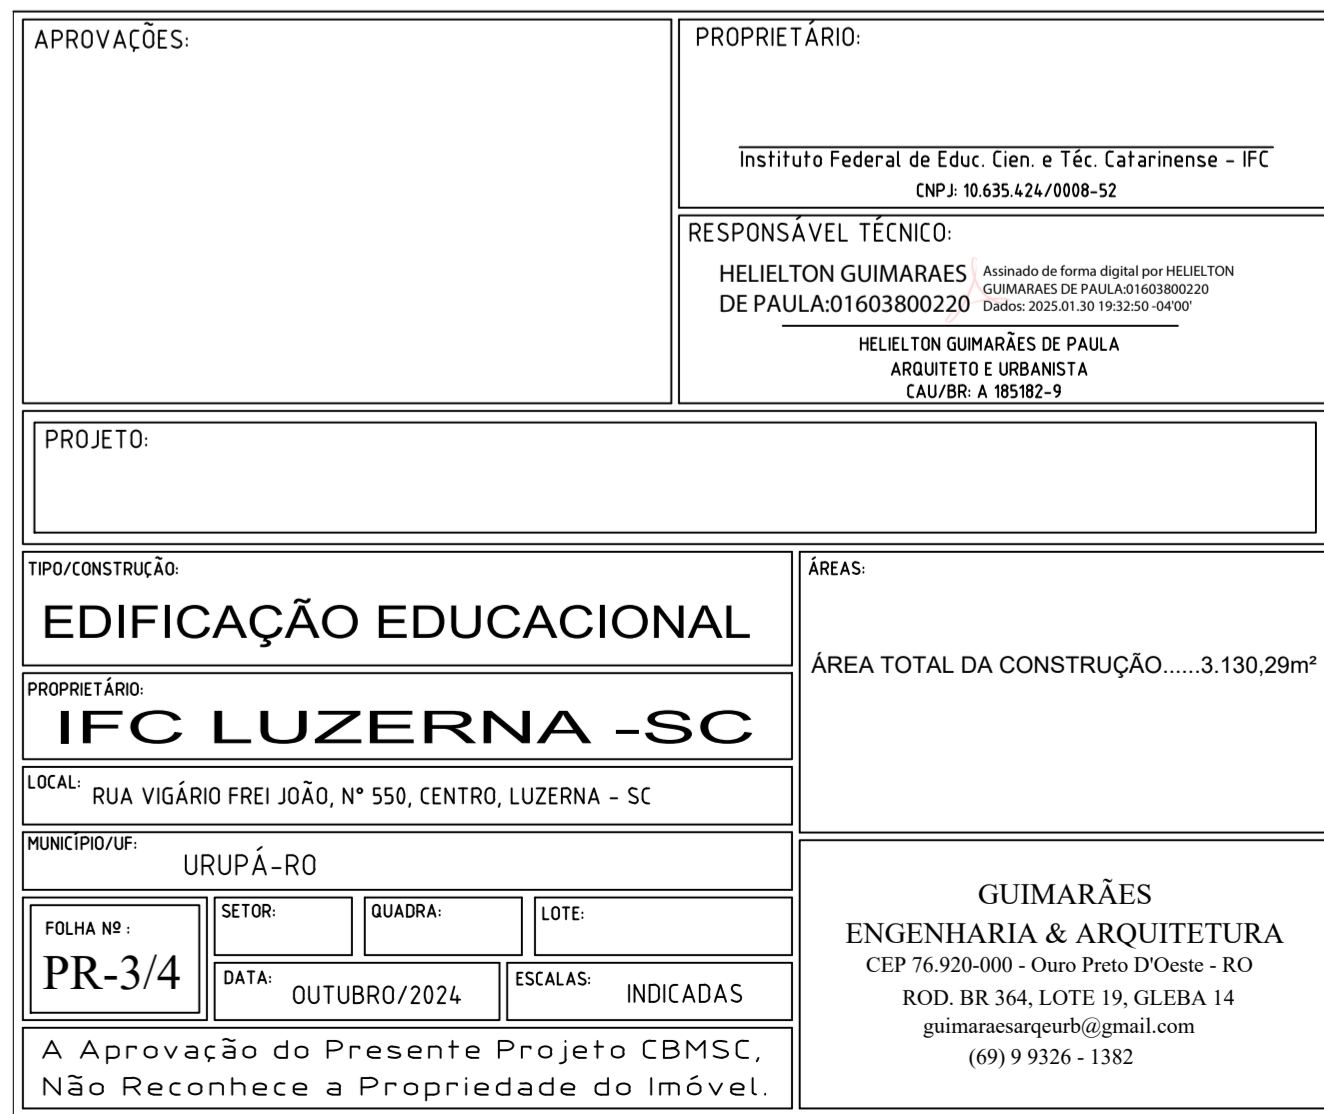 APROVAÇÕES:
PROPRIETÁRIO:
Instituto Federal de Educ. Cien. e Téc. Catarinense - IFC
CNPJ: 10.635.424/0008-52
RESPONSÁVEL TÉCNICO:
HELIELTON GUIMARAES
DE PAULA:01603800220
Assinado de forma digital por HELIELTON
GUIMARAES DE PAULA:01603800220
Dados: 2025.01.30 19:32:50 -04'00'
HELIELTON GUIMARÃES DE PAULA
ARQUITETO E URBANISTA
CAU/BR: A 185182-9
PROJETO:
TIPO/CONSTRUÇÃO:
EDIFICAÇÃO EDUCACIONAL
PROPRIETÁRIO:
IFC LUZERNA -SC
LOCAL: RUA VIGÁRIO FREI JOÃO, N° 550, CENTRO, LUZERNA - SC
MUNICÍPIO/UF:
URUPÁ-RO
FOLHA Nº :
PR-3/4
SETOR:
QUADRA:
LOTE:
DATA: OUTUBRO/2024
ESCALAS: INDICADAS
A Aprovação do Presente Projeto CBMSC,
Não Reconhece a Propriedade do Imóvel.
ÁREAS:
ÁREA TOTAL DA CONSTRUÇÃO......3.130,29m²
GUIMARÃES
ENGENHARIA & ARQUITETURA
CEP 76.920-000 - Ouro Preto D'Oeste - RO
ROD. BR 364, LOTE 19, GLEBA 14
guimaraesarqeurb@gmail.com
(69) 9 9326 - 1382